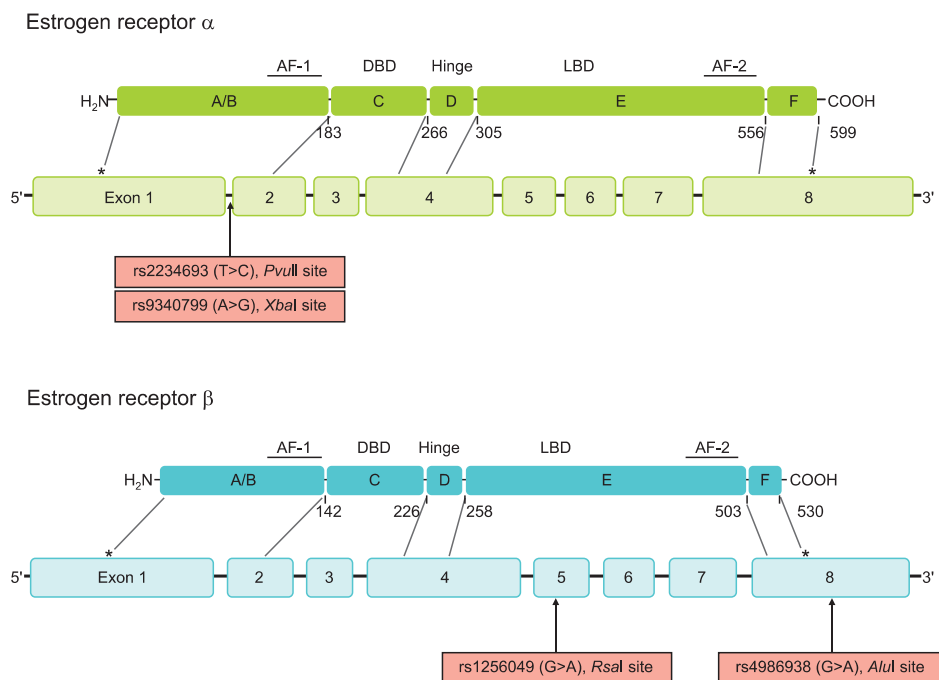 Estrogen receptor α
AF-1 DBD Hinge LBD AF-2
H₂N A/B C D E F COOH
183 266 305 556 599
* *
5' Exon 1 2 3 4 5 6 7 8 3'
rs2234693 (T>C), PvuII site
rs9340799 (A>G), XbaI site
Estrogen receptor β
AF-1 DBD Hinge LBD AF-2
H₂N A/B C D E F COOH
142 226 258 503 530
* *
5' Exon 1 2 3 4 5 6 7 8 3'
rs1256049 (G>A), RsaI site rs4986938 (G>A), AluI site